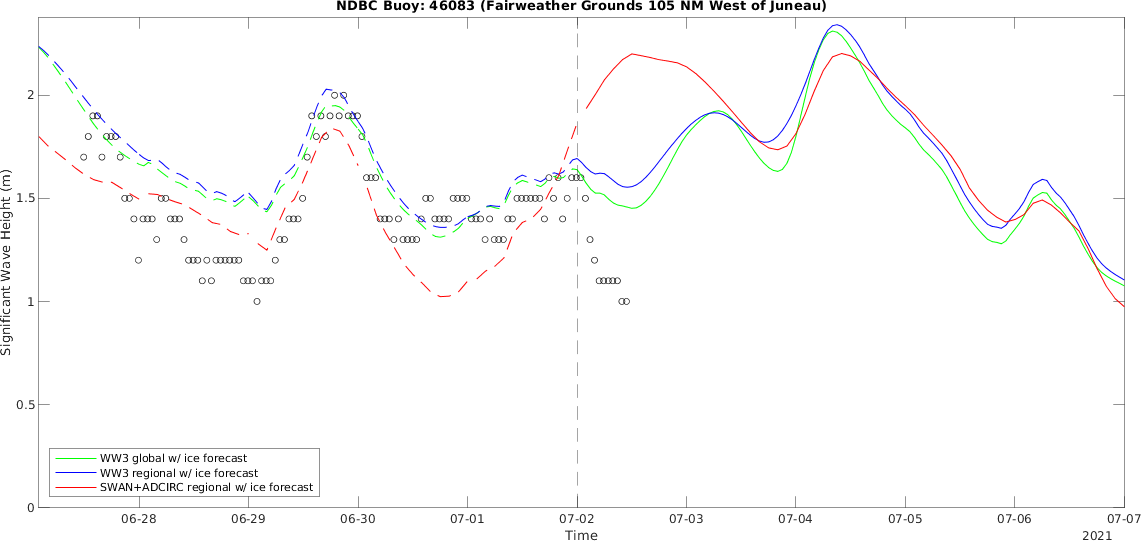 NDBC Buoy: 46083 (Fairweather Grounds 105 NM West of Juneau)
Significant Wave Height (m)
2
1.5
1
0.5
0
WW3 global w/ ice forecast
WW3 regional w/ ice forecast
SWAN+ADCIRC regional w/ ice forecast
06-28 06-29 06-30 07-01 07-02 07-03 07-04 07-05 07-06 07-07
Time
2021